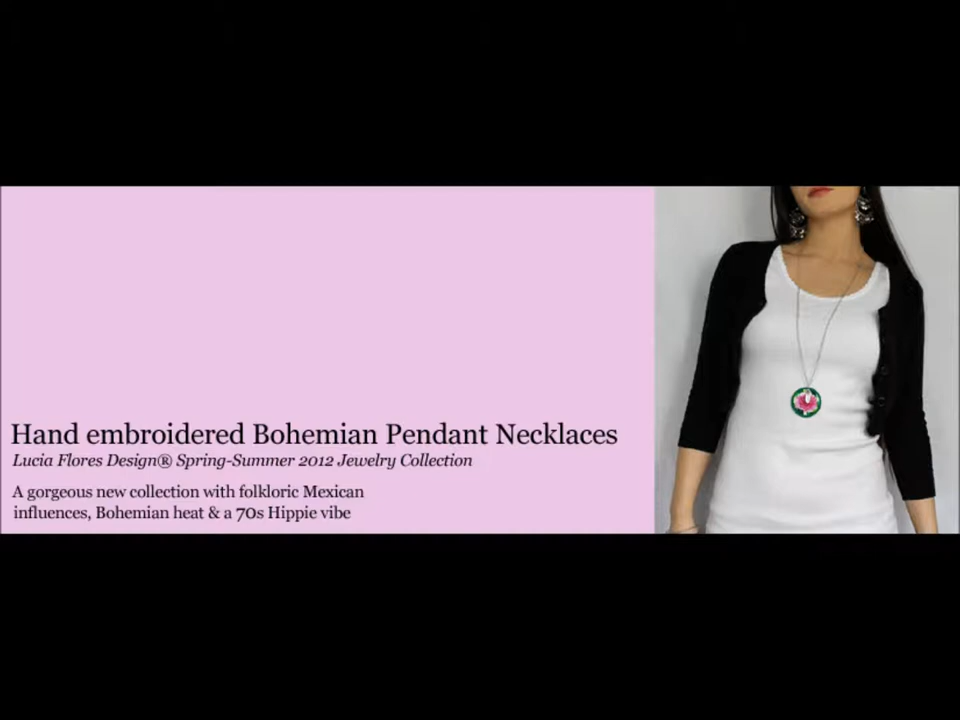 Hand embroidered Bohemian Pendant Necklaces
Lucia Flores Design® Spring-Summer 2012 Jewelry Collection
A gorgeous new collection with folkloric Mexican
influences, Bohemian heat & a 70s Hippie vibe